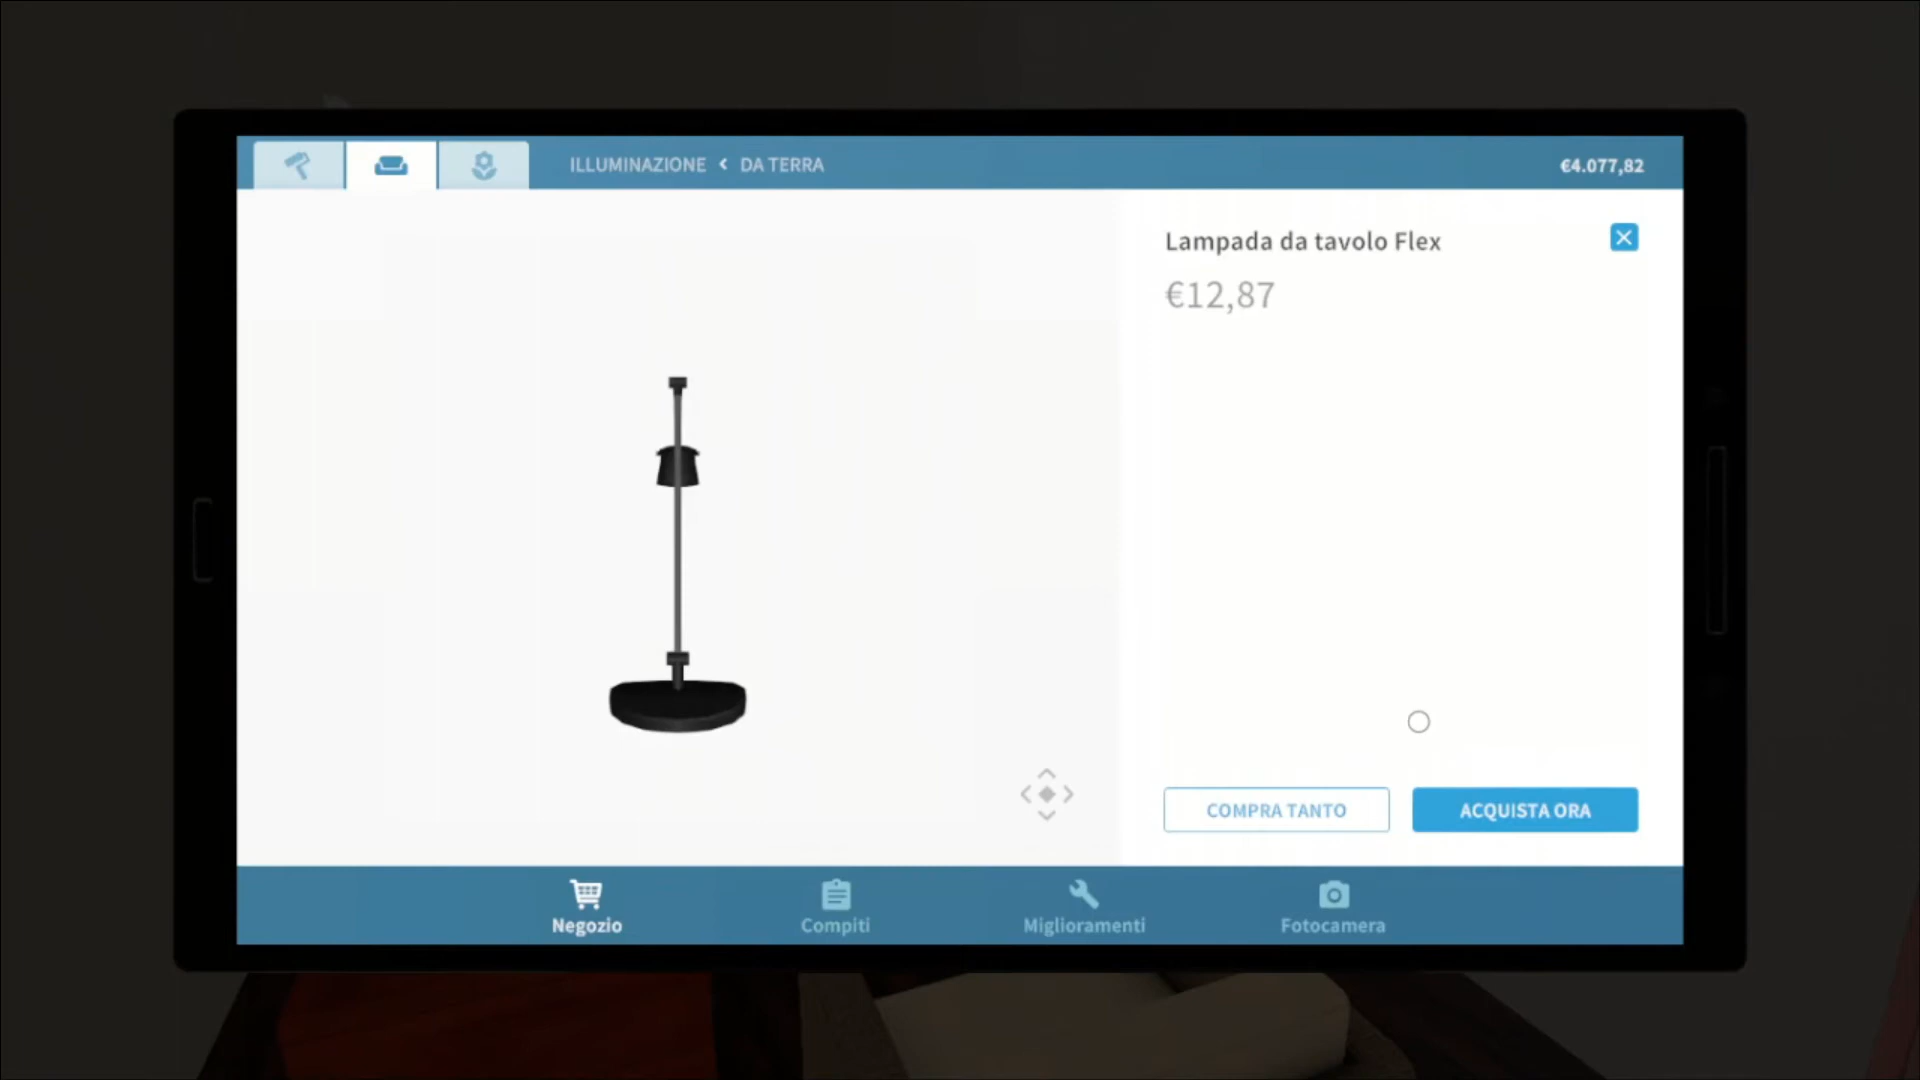 ILLUMINAZIONE < DA TERRA
€4.077,82
Lampada da tavolo Flex
€12,87
COMPRA TANTO
ACQUISTA ORA
Negozio
Compiti
Miglioramenti
Fotocamera